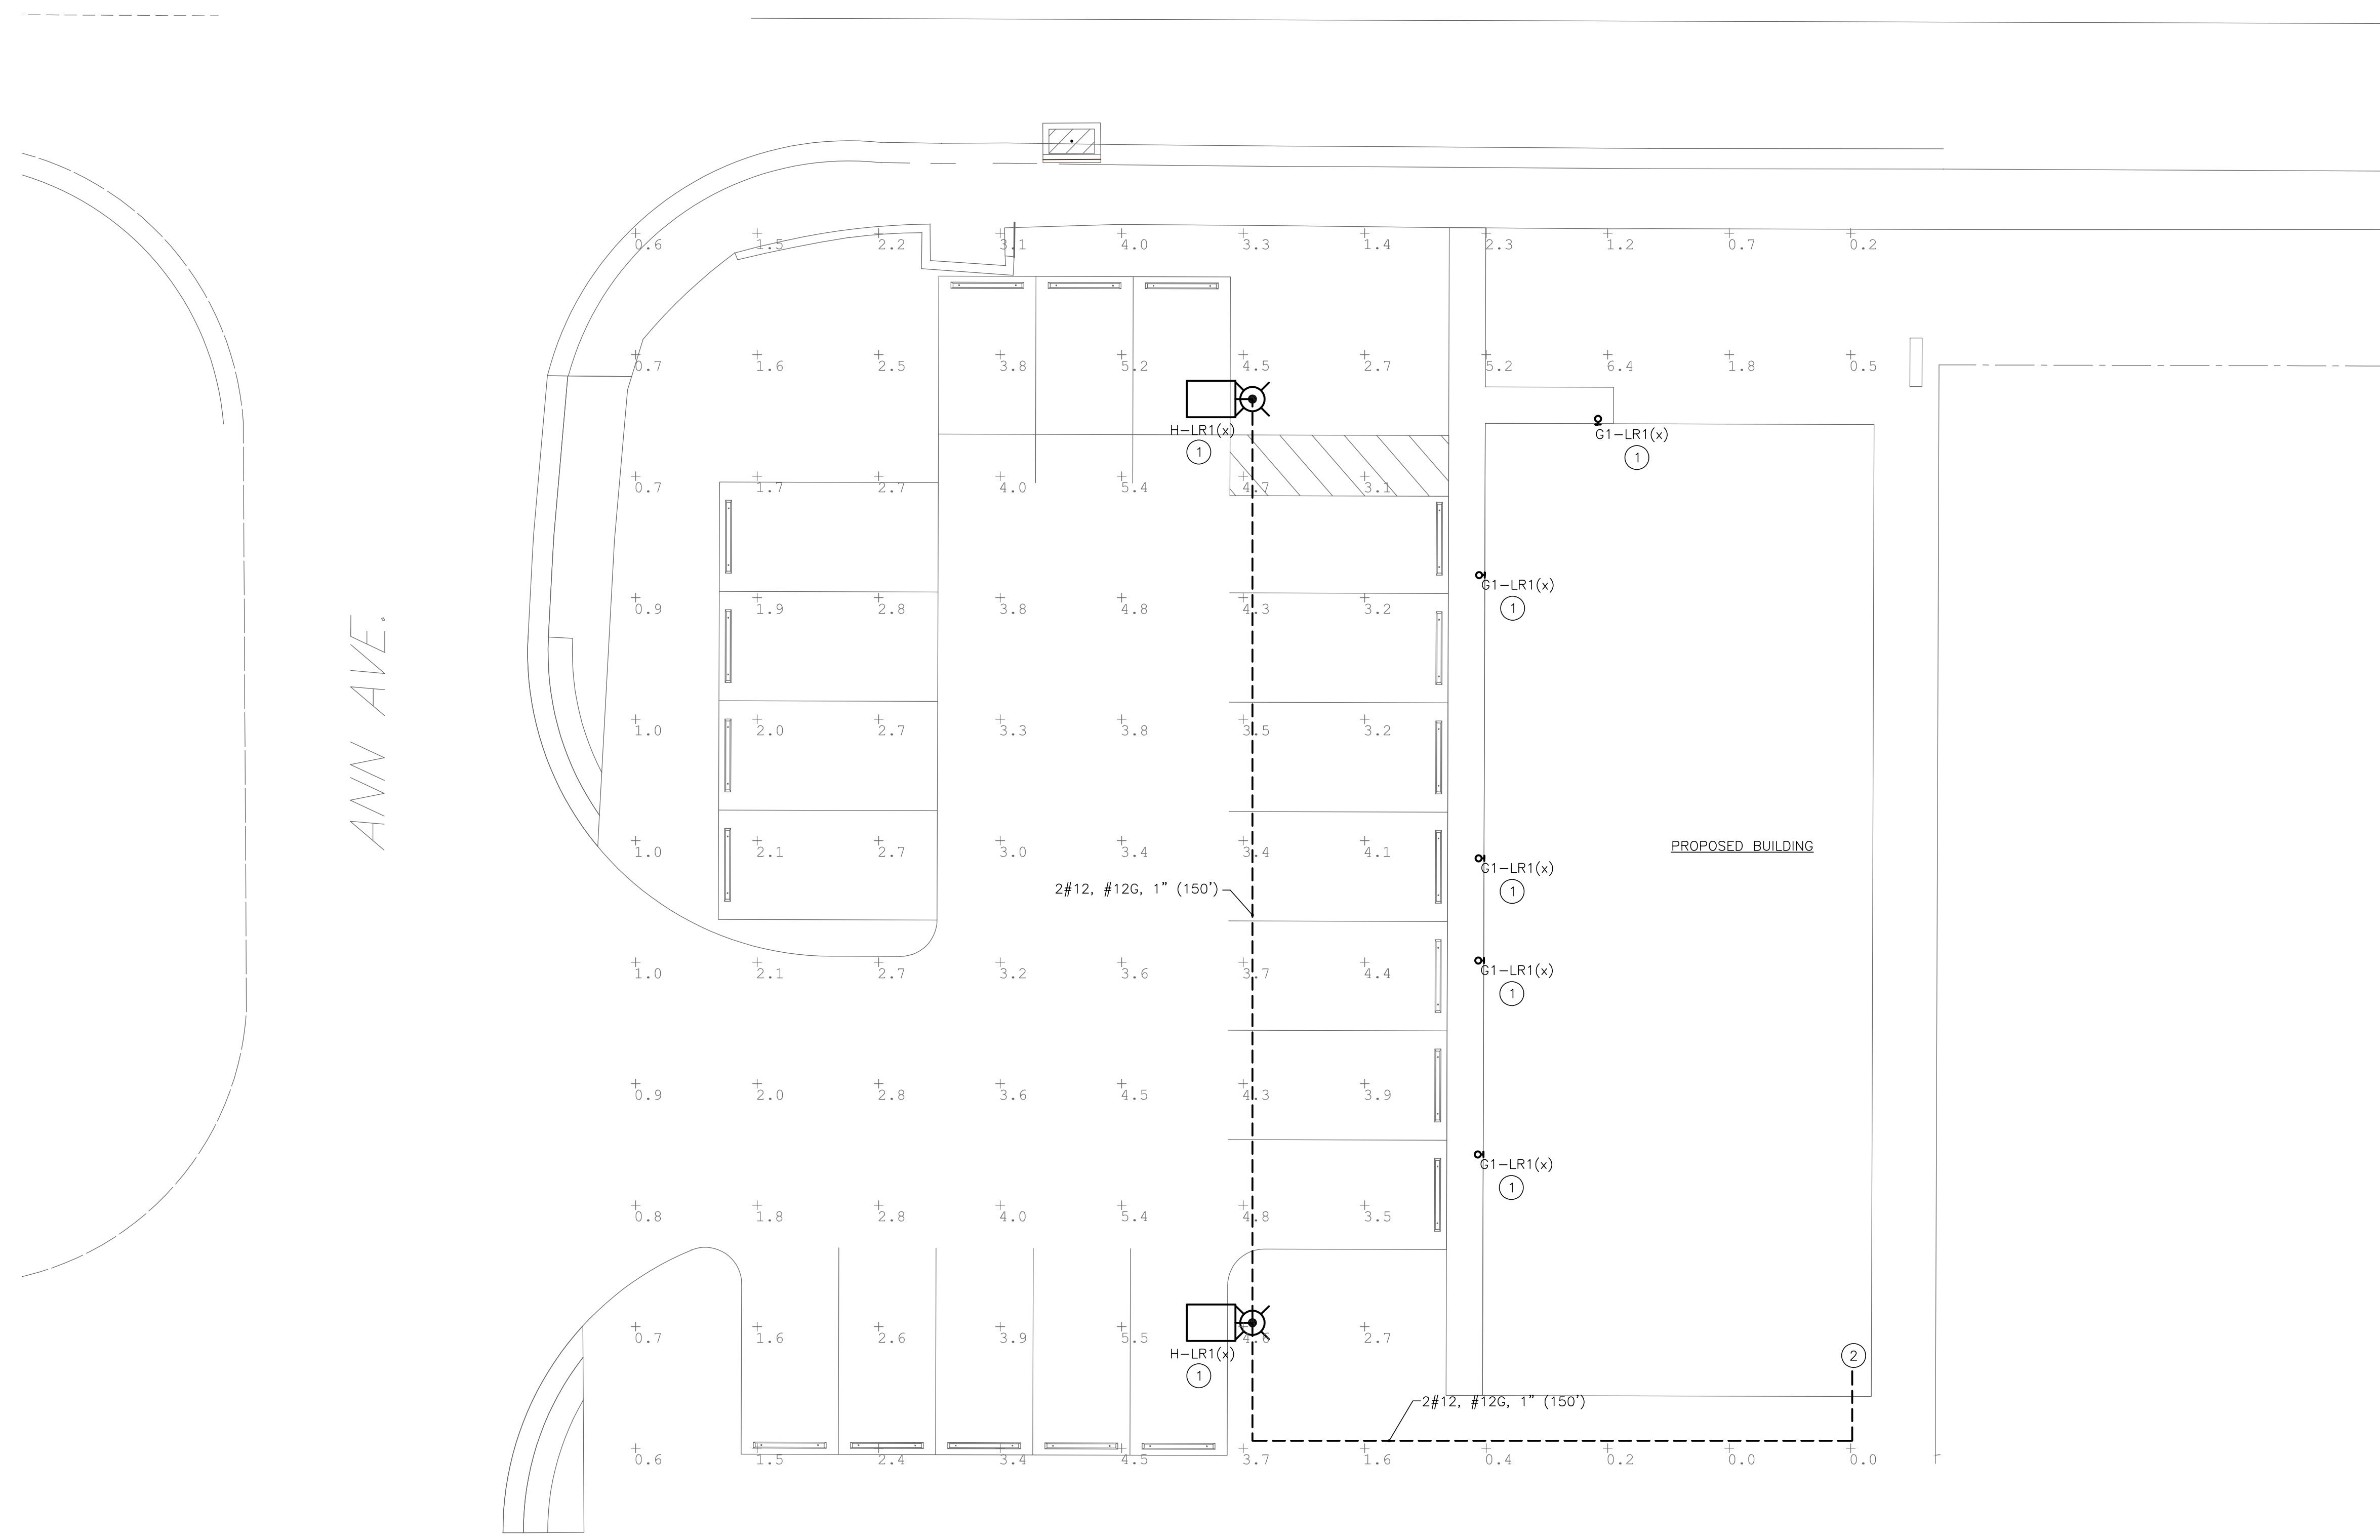 0.6 1.5 2.2 3.1 4.0 3.3 1.4 2.3 1.2 0.7 0.2
0.7 1.6 2.5 3.8 5.2 4.5 2.7 5.2 6.4 1.8 0.5
H-LR1(x)
1
G1-LR1(x)
1
0.7 1.7 2.7 4.0 5.4 4.7 3.1
G1-LR1(x)
1
0.9 1.9 2.8 3.8 4.8 4.3 3.2
ANN AVE.
1.0 2.0 2.7 3.3 3.8 3.5 3.2
1.0 2.1 2.7 3.0 3.4 3.4 4.1
PROPOSED BUILDING
G1-LR1(x)
1
2#12, #12G, 1" (150')
1.0 2.1 2.7 3.2 3.6 3.7 4.4
G1-LR1(x)
1
0.9 2.0 2.8 3.6 4.5 4.3 3.9
G1-LR1(x)
1
0.8 1.8 2.8 4.0 5.4 4.8 3.5
0.7 1.6 2.6 3.9 5.5 4.6 2.7
H-LR1(x)
1
2
2#12, #12G, 1" (150')
0.6 1.5 2.4 3.4 4.5 3.7 1.6 0.4 0.2 0.0 0.0